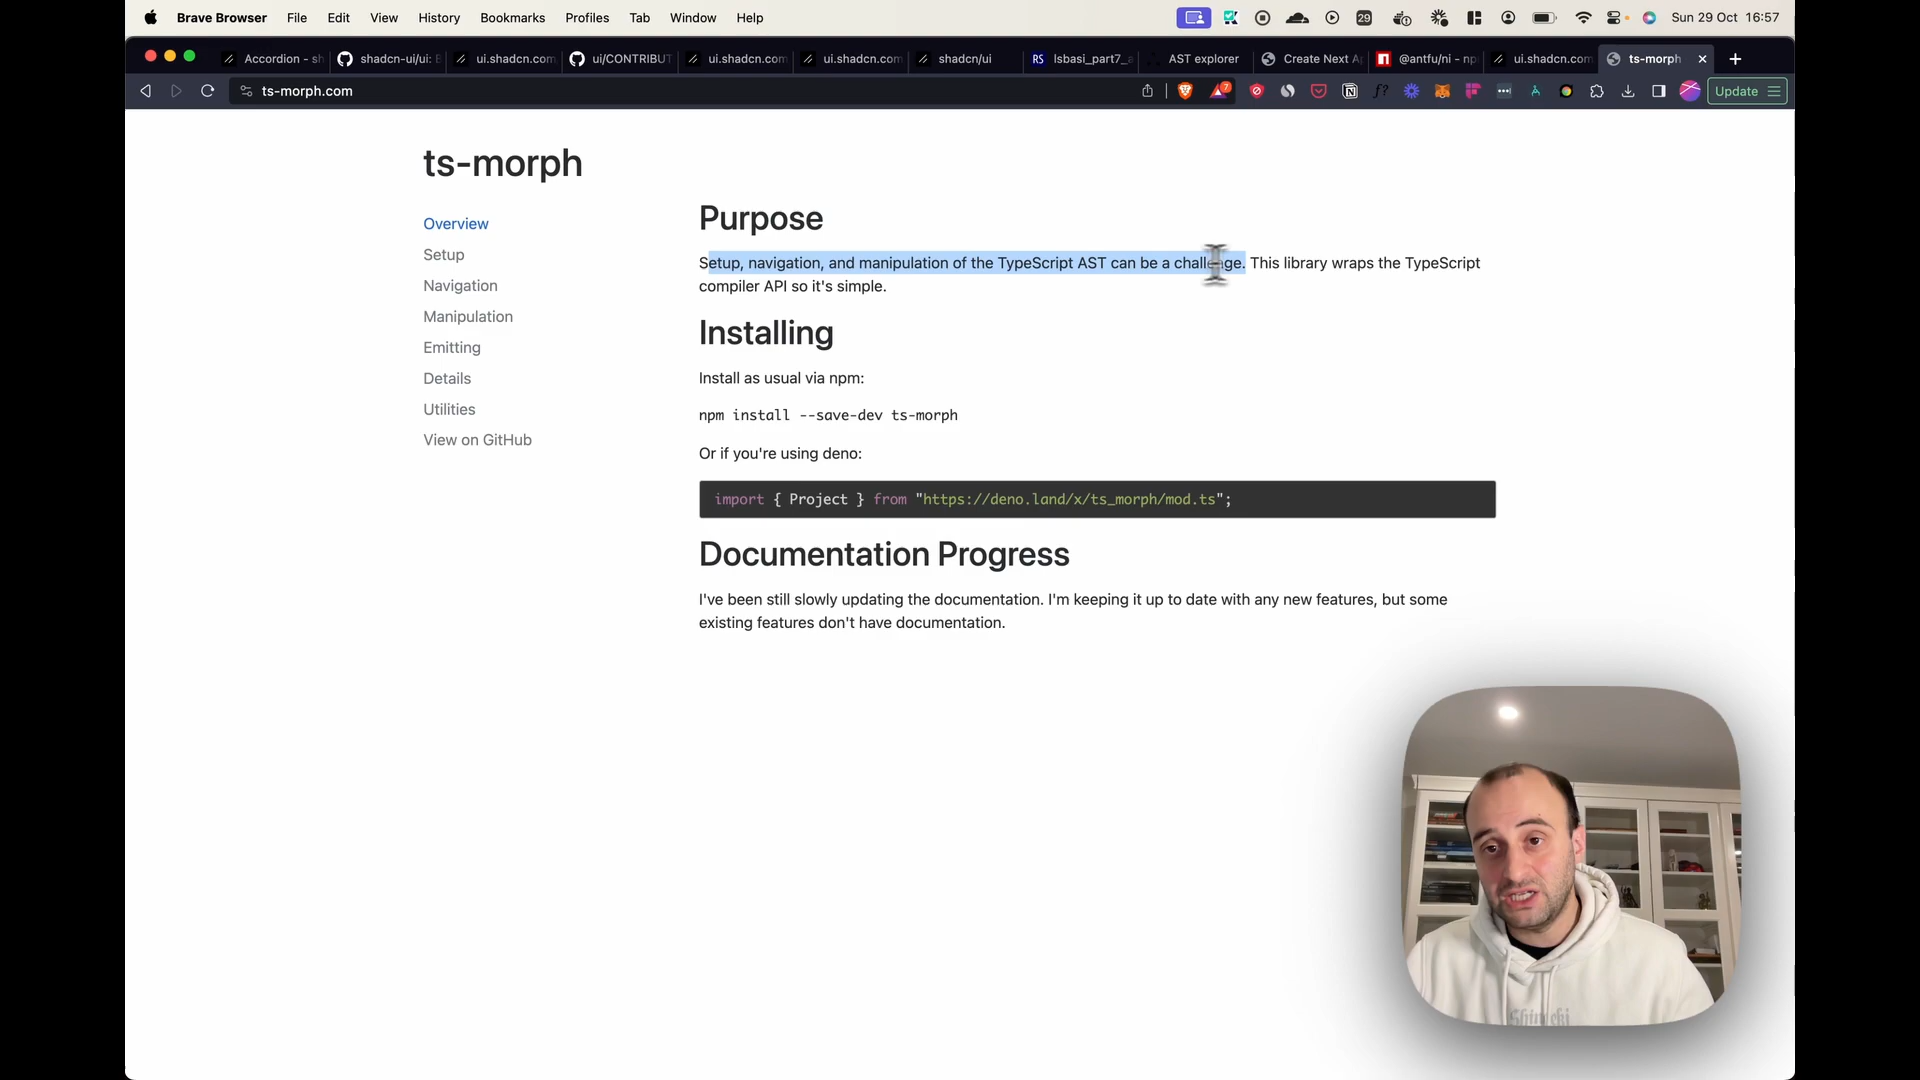 Brave Browser File Edit View History Bookmarks Profiles Tab Window Help 29 Sun 29 Oct 16:57
Accordion - sh shadcn-ui/ui: ui.shadcn.com ui/CONTRIBUT ui.shadcn.com ui.shadcn.com shadcn/ui RS lsbasi_part7_a AST explorer Create Next Ap @antfu/ni - np ui.shadcn.com ts-morph
ts-morph.com 7 Update
ts-morph
Overview
Setup
Navigation
Manipulation
Emitting
Details
Utilities
View on GitHub
Purpose
Setup, navigation, and manipulation of the TypeScript AST can be a challenge. This library wraps the TypeScript
compiler API so it's simple.
Installing
Install as usual via npm:
npm install --save-dev ts-morph
Or if you're using deno:
import { Project } from "https://deno.land/x/ts_morph/mod.ts";
Documentation Progress
I've been still slowly updating the documentation. I'm keeping it up to date with any new features, but some
existing features don't have documentation.